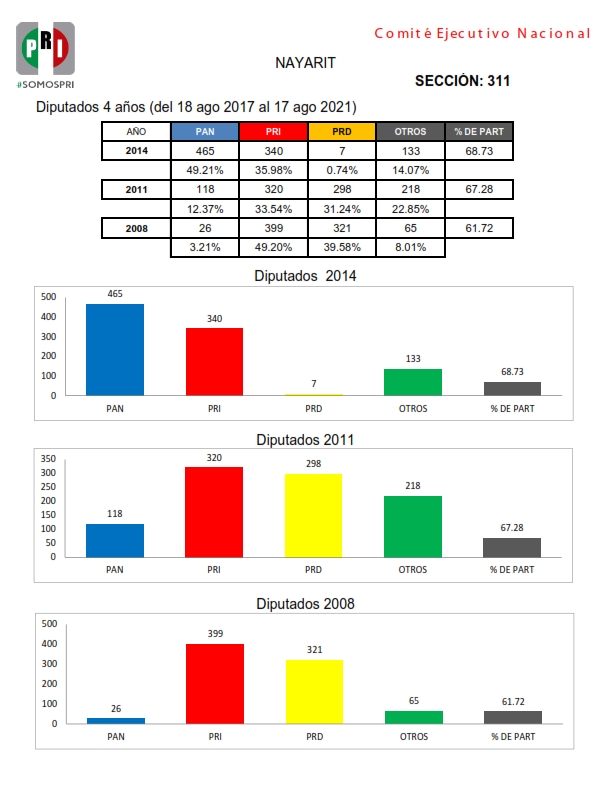 PRI
#SOMOSPRI
Comité Ejecutivo Nacional
NAYARIT
SECCIÓN: 311
Diputados 4 años (del 18 ago 2017 al 17 ago 2021)
AÑO PAN PRI PRD OTROS % DE PART
2014 465 340 7 133 68.73
49.21% 35.98% 0.74% 14.07%
2011 118 320 298 218 67.28
12.37% 33.54% 31.24% 22.85%
2008 26 399 321 65 61.72
3.21% 49.20% 39.58% 8.01%
Diputados 2014
500
400
300
200
100
0
465
340
7
133
68.73
PAN PRI PRD OTROS % DE PART
Diputados 2011
350
300
250
200
150
100
50
0
118
320
298
218
67.28
PAN PRI PRD OTROS % DE PART
Diputados 2008
500
400
300
200
100
0
26
399
321
65
61.72
PAN PRI PRD OTROS % DE PART